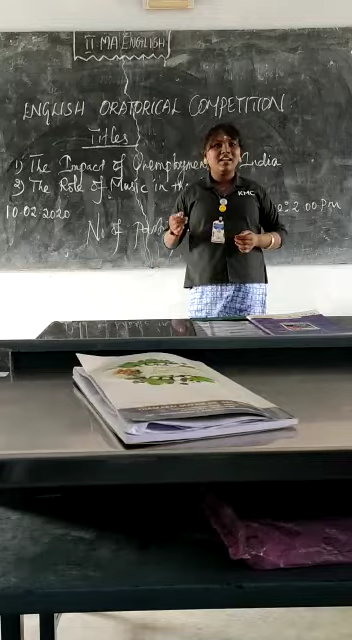 II MA ENGLISH
ENGLISH ORATORICAL COMPETITION
Titles
1) The Impact of Unemployment India
2) The Role of Music in the
10.02.2020 2.00 Pm
No of
KMC